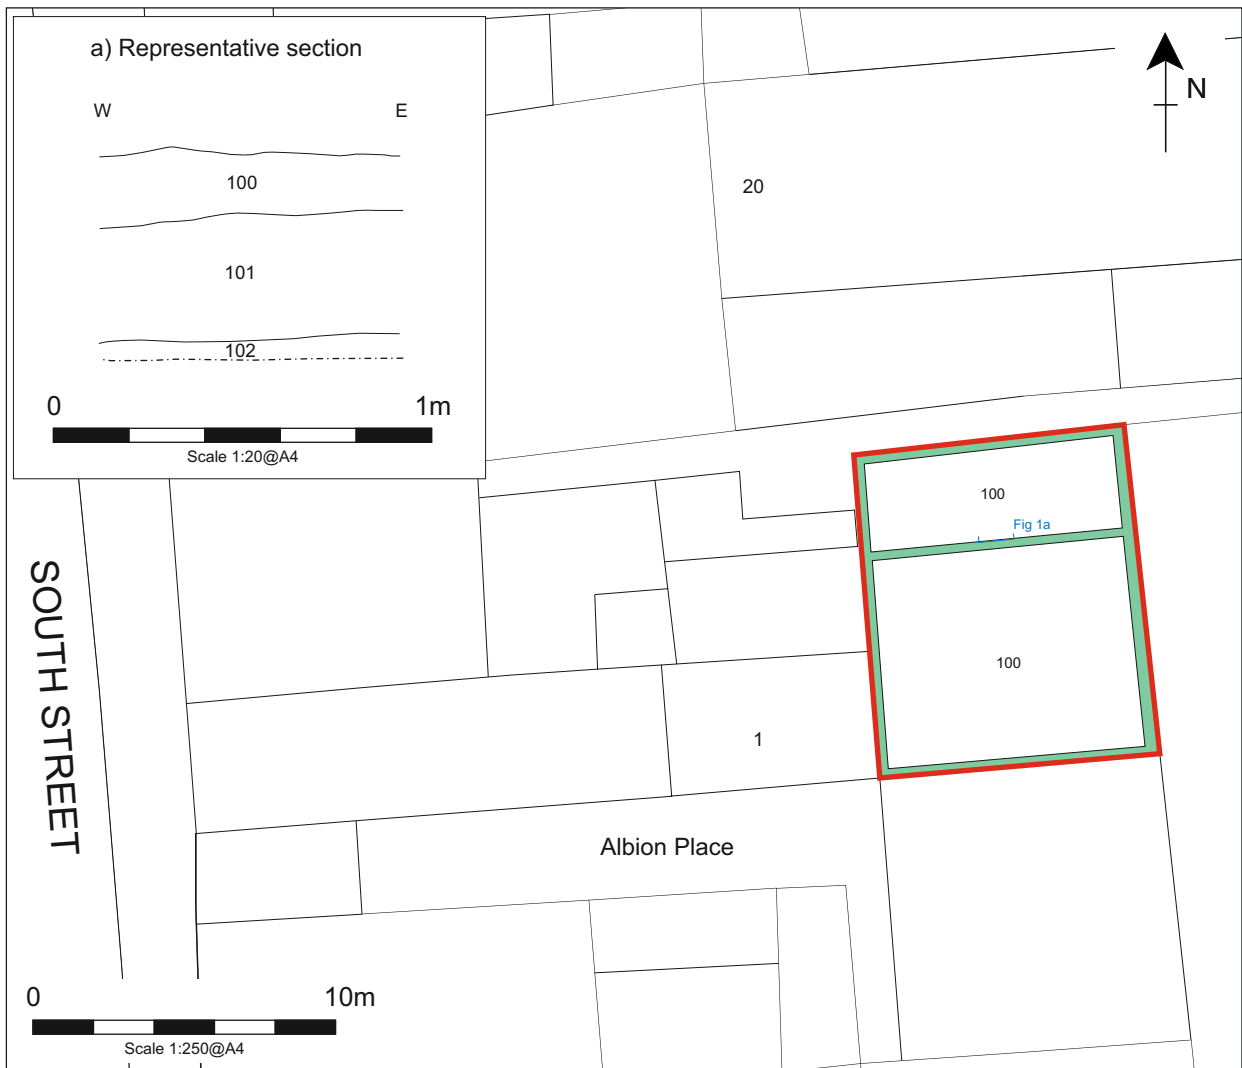 a) Representative section
W E
100
101
102
0 1m
Scale 1:20@A4
N
20
100
Fig 1a
100
1
SOUTH STREET
Albion Place
0 10m
Scale 1:250@A4